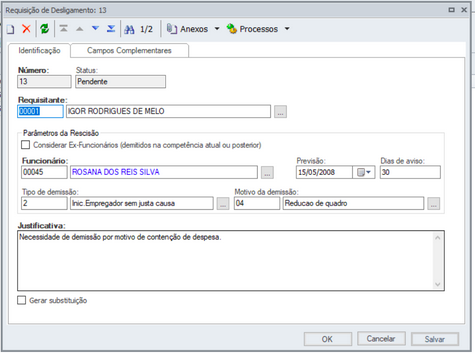 Requisição de Desligamento: 13
1/2 Anexos Processos
Identificação Campos Complementares
Número: Status:
13 Pendente
Requisitante:
00001 IGOR RODRIGUES DE MELO ...
Parâmetros da Rescisão
Considerar Ex-Funcionários (demitidos na competência atual ou posterior)
Funcionário: Previsão: Dias de aviso:
00045 ROSANA DOS REIS SILVA ... 15/05/2008 30
Tipo de demissão: Motivo da demissão:
2 Inic.Empregador sem justa causa ... 04 Reducao de quadro ...
Justificativa:
Necessidade de demissão por motivo de contenção de despesa.
Gerar substituição
OK Cancelar Salvar